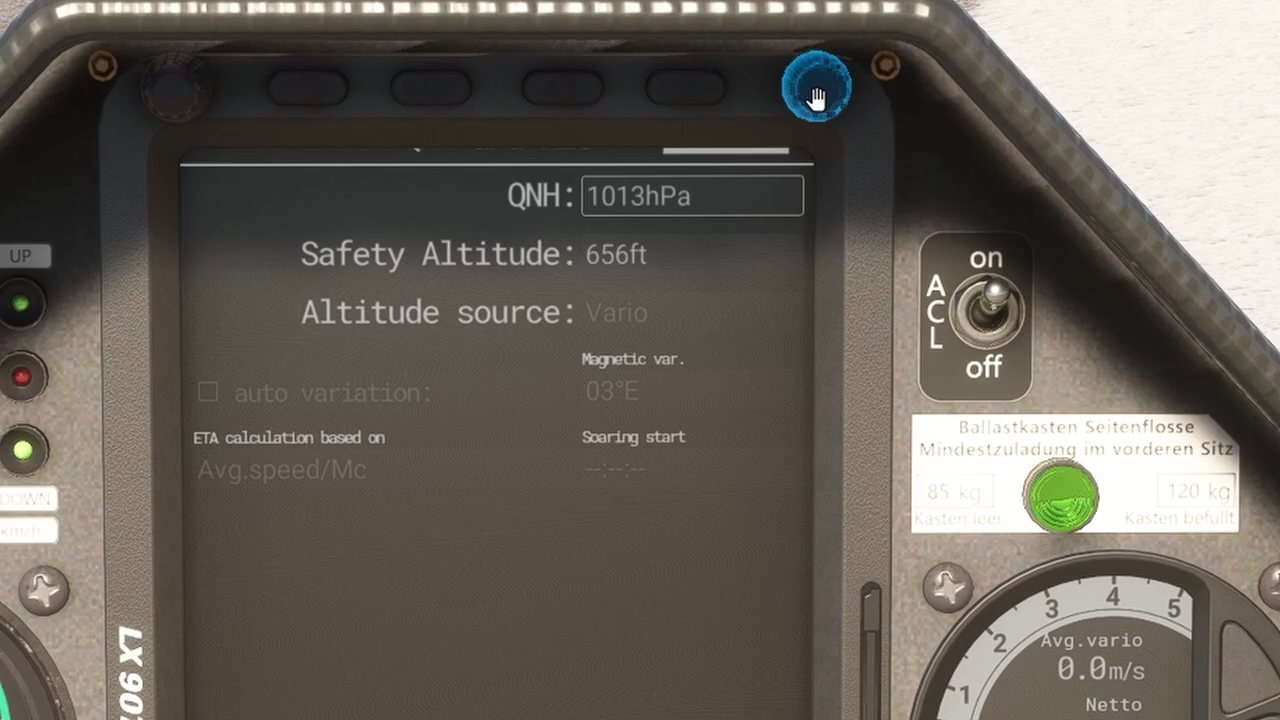 QNH: 1013hPa
Safety Altitude: 656ft
Altitude source: Vario
Magnetic var.
auto variation: 03°E
ETA calculation based on Soaring start
Avg.speed/Mc --:--:--
UP
DOWN
km/h
on
ACL
off
Ballastkasten Seitenflosse
Mindestzuladung im vorderen Sitz
85 kg 120 kg
Kasten leer Kasten befüllt
1 2 3 4 5
Avg.vario
0.0m/s
Netto